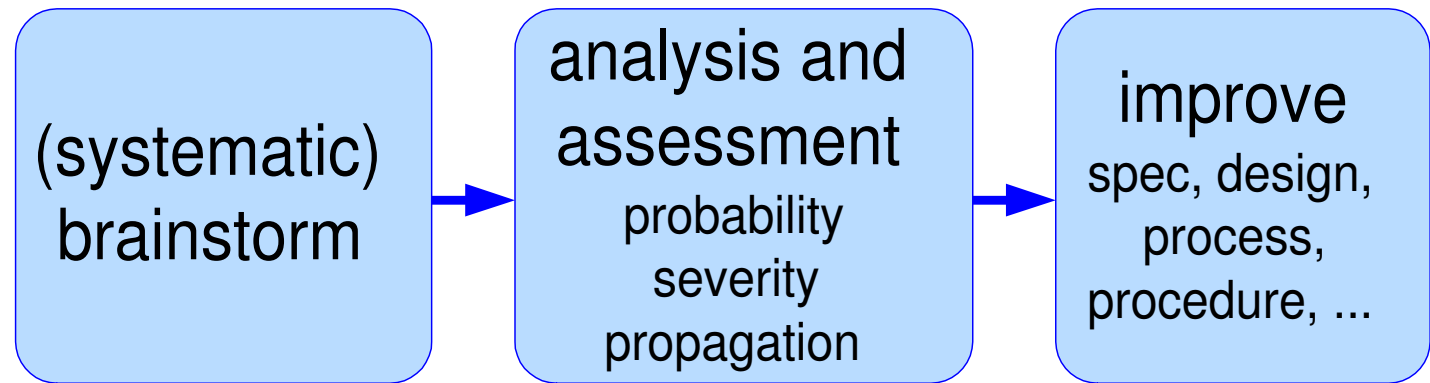 (systematic)
brainstorm
analysis and
assessment
probability
severity
propagation
improve
spec, design,
process,
procedure, ...